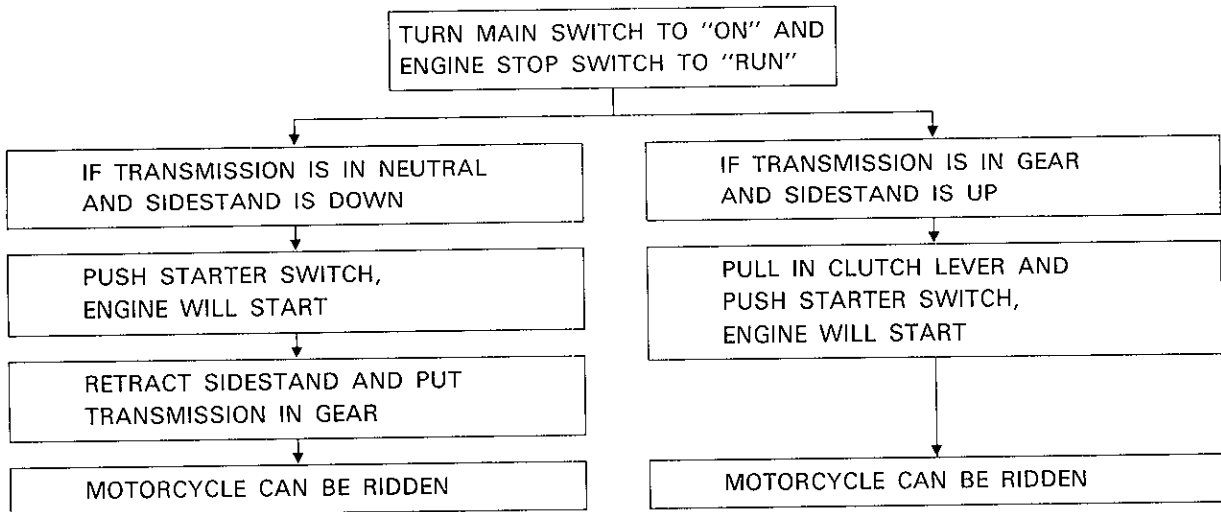 TURN MAIN SWITCH TO "ON" AND
ENGINE STOP SWITCH TO "RUN"
IF TRANSMISSION IS IN NEUTRAL
AND SIDESTAND IS DOWN
PUSH STARTER SWITCH,
ENGINE WILL START
RETRACT SIDESTAND AND PUT
TRANSMISSION IN GEAR
MOTORCYCLE CAN BE RIDDEN
IF TRANSMISSION IS IN GEAR
AND SIDESTAND IS UP
PULL IN CLUTCH LEVER AND
PUSH STARTER SWITCH,
ENGINE WILL START
MOTORCYCLE CAN BE RIDDEN